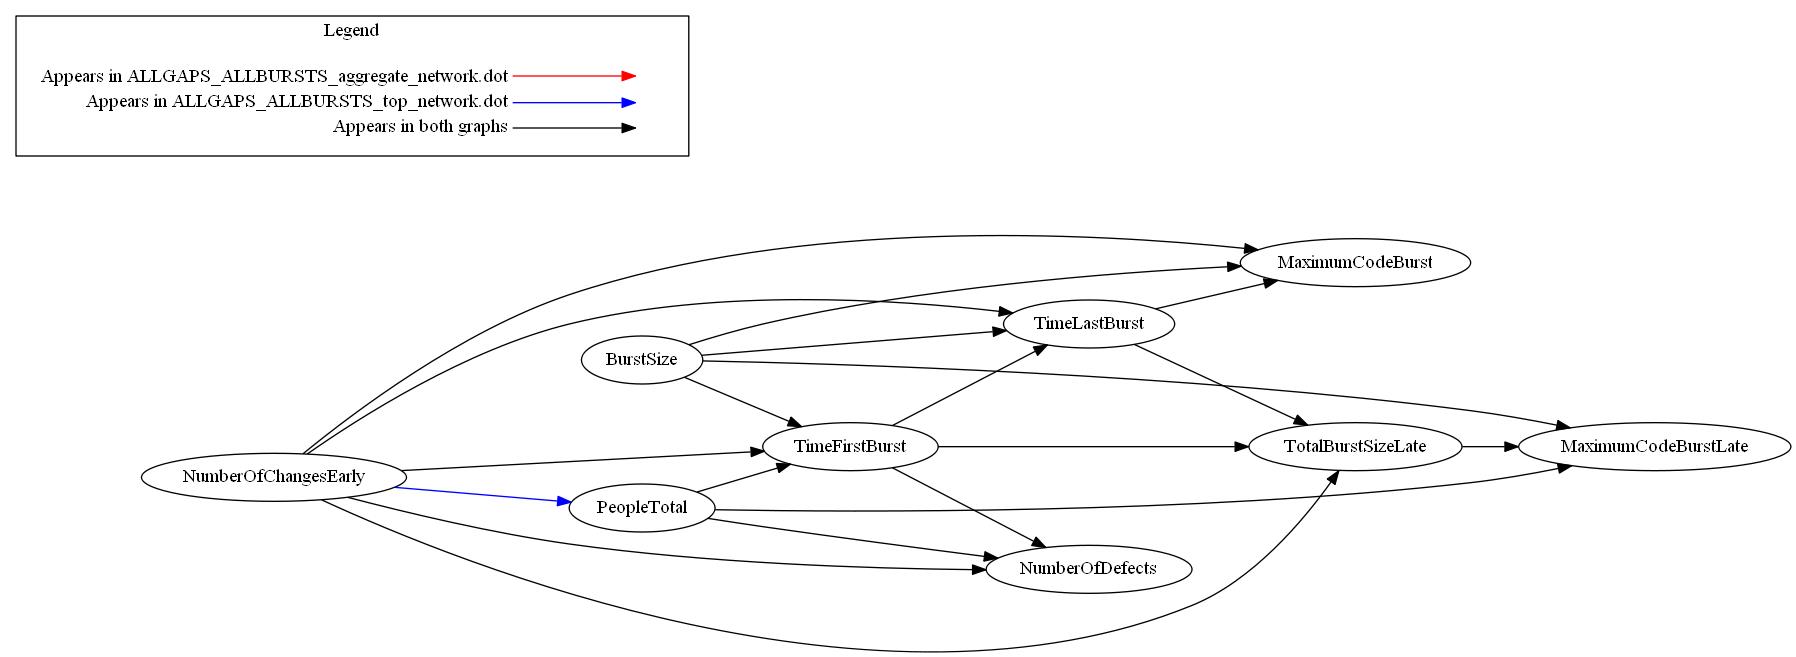 Legend
Appears in ALLGAPS_ALLBURSTS_aggregate_network.dot
Appears in ALLGAPS_ALLBURSTS_top_network.dot
Appears in both graphs
MaximumCodeBurst
TimeLastBurst
BurstSize
TimeFirstBurst
TotalBurstSizeLate
MaximumCodeBurstLate
NumberOfChangesEarly
PeopleTotal
NumberOfDefects